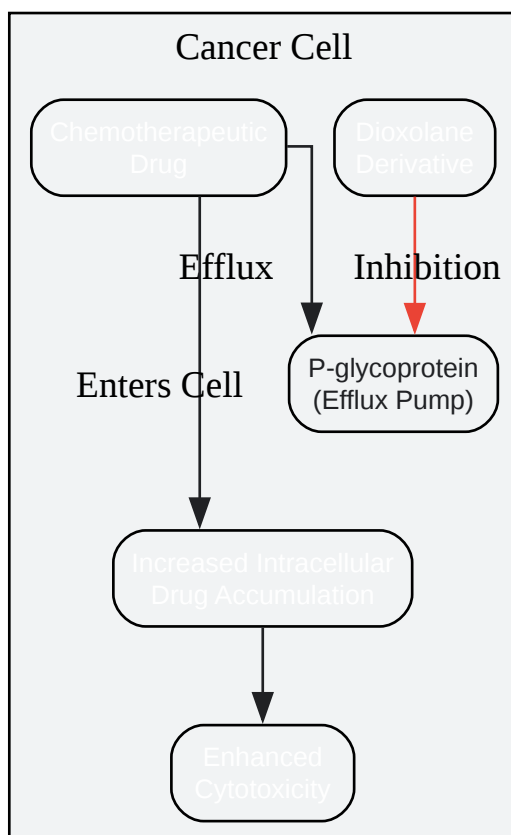 Cancer Cell
Chemotherapeutic
Drug
Dioxolane
Derivative
Efflux
Inhibition
P-glycoprotein
(Efflux Pump)
Enters Cell
Increased Intracellular
Drug Accumulation
Enhanced
Cytotoxicity